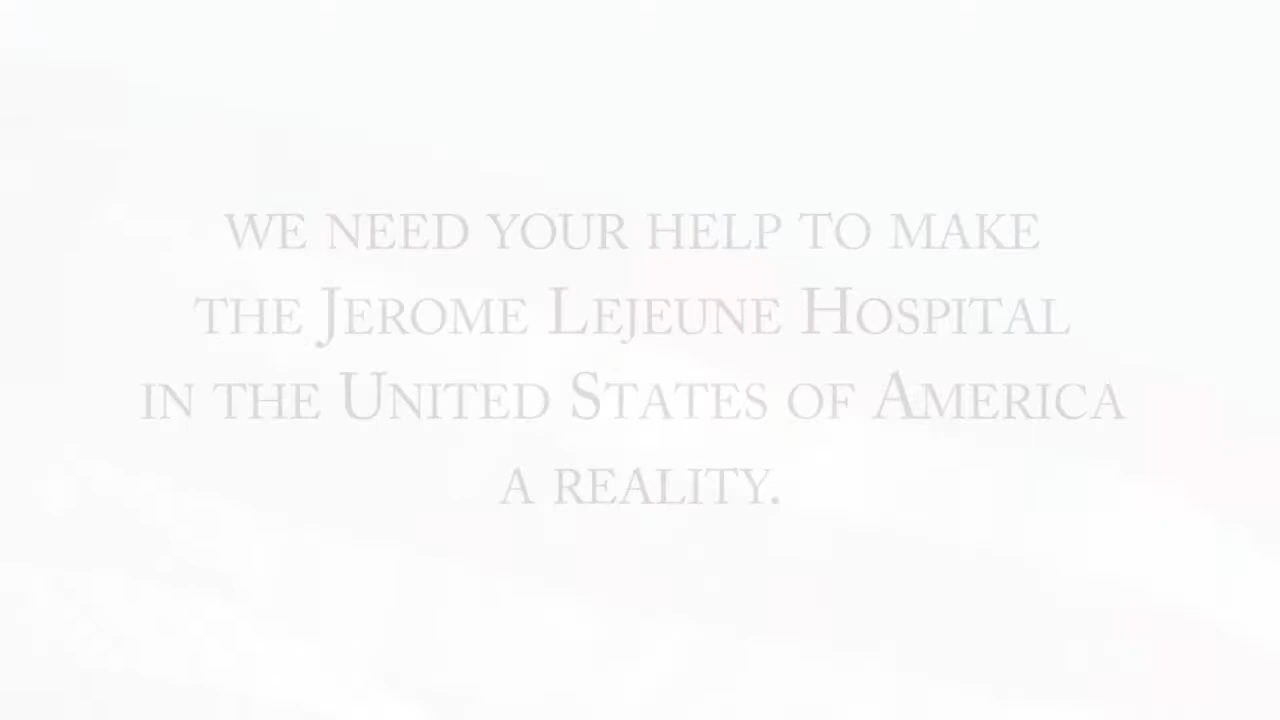 WE NEED YOUR HELP TO MAKE
THE JEROME LEJEUNE HOSPITAL
IN THE UNITED STATES OF AMERICA
A REALITY.